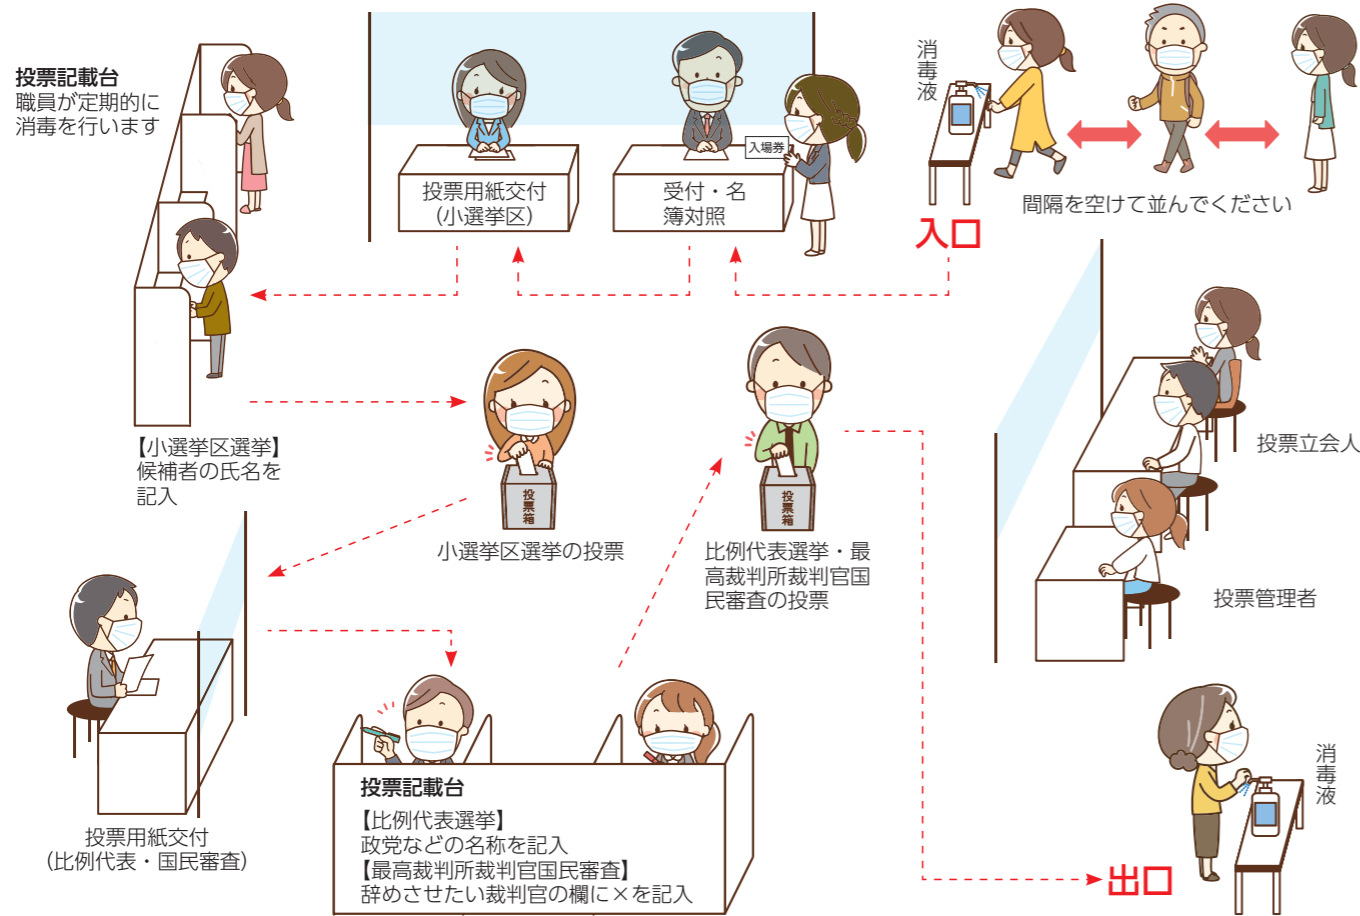 投票記載台
職員が定期的に
消毒を行います
投票用紙交付
（小選挙区）
受付・名
簿対照
入場券
消毒液
間隔を空けて並んでください
入口
【小選挙区選挙】
候補者の氏名を
記入
投票箱
小選挙区選挙の投票
投票箱
比例代表選挙・最
高裁判所裁判官国
民審査の投票
投票立会人
投票管理者
投票用紙交付
（比例代表・国民審査）
投票記載台
【比例代表選挙】
政党などの名称を記入
【最高裁判所裁判官国民審査】
辞めさせたい裁判官の欄に×を記入
消毒液
出口